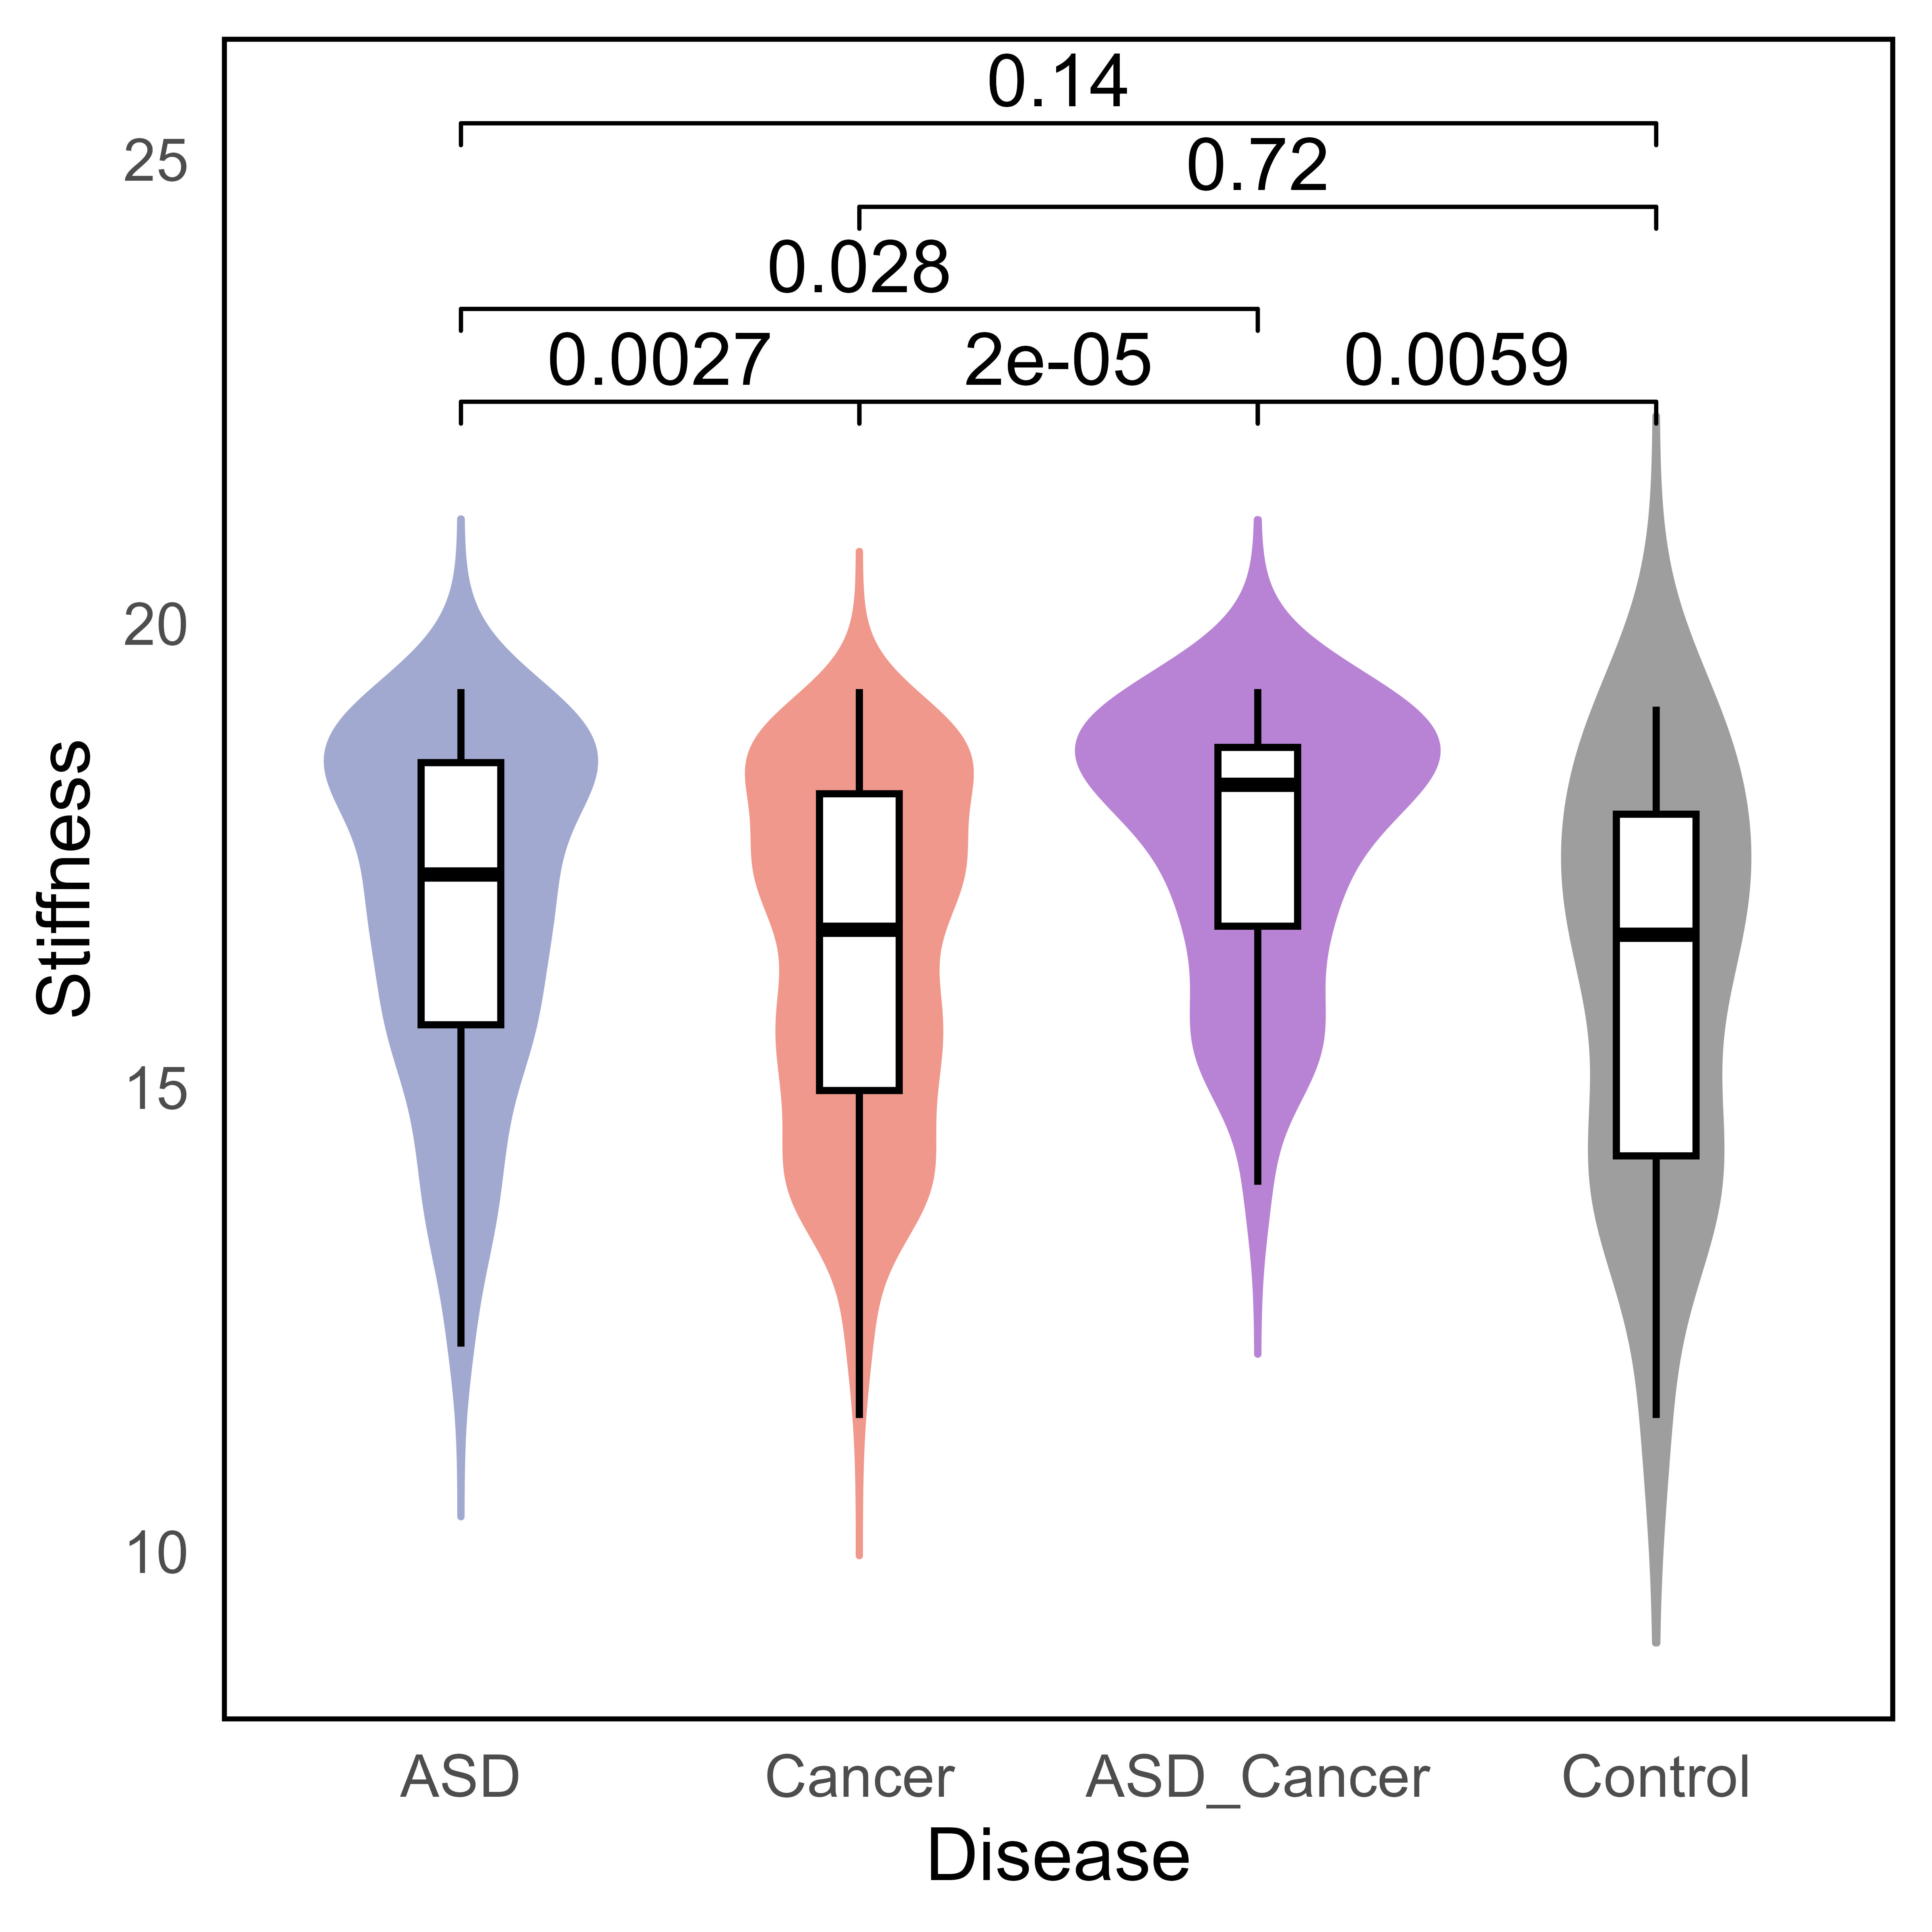 0.14
25
0.72
0.028
0.0027 2e-05 0.0059
20
Stiffness
15
10
ASD Cancer ASD_Cancer Control
Disease